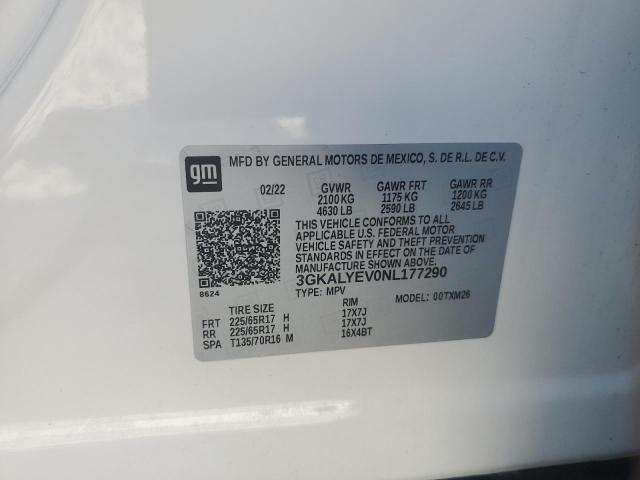 gm
MFD BY GENERAL MOTORS DE MEXICO, S. DE R.L. DE C.V.
02/22 GVWR GAWR FRT GAWR RR
2100 KG 1175 KG 1200 KG
4630 LB 2590 LB 2645 LB
THIS VEHICLE CONFORMS TO ALL
APPLICABLE U.S. FEDERAL MOTOR
VEHICLE SAFETY AND THEFT PREVENTION
STANDARDS IN EFFECT ON THE DATE OF
MANUFACTURE SHOWN ABOVE.
3GKALYEV0NL177290
8624
TYPE: MPV MODEL: 00TXM26
TIRE SIZE RIM
FRT 225/65R17 H 17X7J
RR 225/65R17 H 17X7J
SPA T135/70R16 M 16X4BT